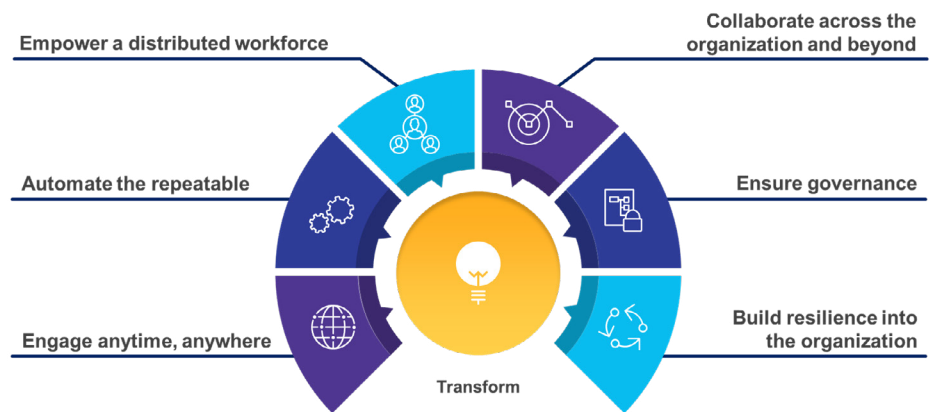 Empower a distributed workforce
Collaborate across the
organization and beyond
Automate the repeatable
Ensure governance
Engage anytime, anywhere
Build resilience into
the organization
Transform